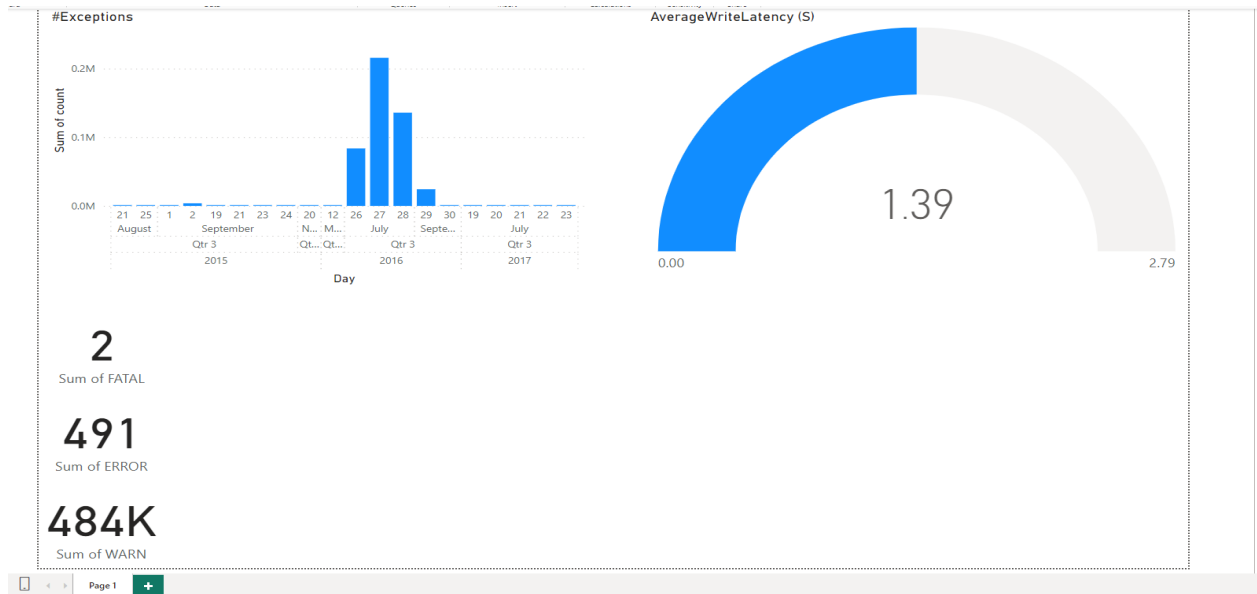 #Exceptions
AverageWriteLatency (S)
0.2M
Sum of count
0.1M
0.0M
21 25 1 2 19 21 23 24 20 12 26 27 28 29 30 19 20 21 22 23
August September N... M... July Septe... July
Qtr 3 Qt... Qt... Qtr 3 Qtr 3
2015 2016 2017
Day
1.39
0.00 2.79
2
Sum of FATAL
491
Sum of ERROR
484K
Sum of WARN
Page 1
+